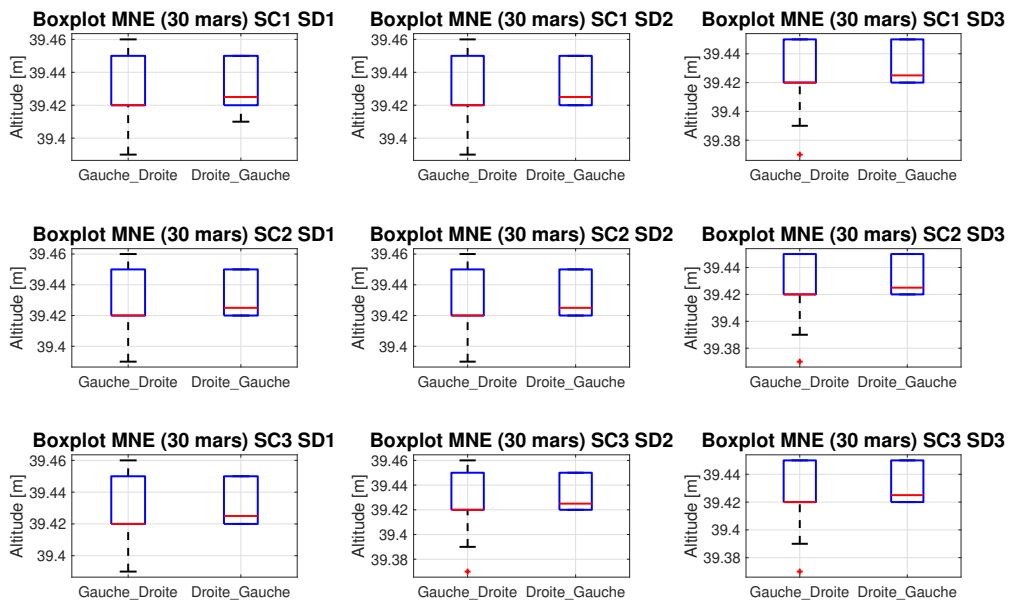 Boxplot MNE (30 mars) SC1 SD1
39.46
39.44
39.42
39.4
Altitude [m]
Gauche_Droite
Droite_Gauche
Boxplot MNE (30 mars) SC1 SD2
39.46
39.44
39.42
39.4
Altitude [m]
Gauche_Droite
Droite_Gauche
Boxplot MNE (30 mars) SC1 SD3
39.44
39.42
39.4
39.38
Altitude [m]
Gauche_Droite
Droite_Gauche
Boxplot MNE (30 mars) SC2 SD1
39.46
39.44
39.42
39.4
Altitude [m]
Gauche_Droite
Droite_Gauche
Boxplot MNE (30 mars) SC2 SD2
39.46
39.44
39.42
39.4
Altitude [m]
Gauche_Droite
Droite_Gauche
Boxplot MNE (30 mars) SC2 SD3
39.44
39.42
39.4
39.38
Altitude [m]
Gauche_Droite
Droite_Gauche
Boxplot MNE (30 mars) SC3 SD1
39.46
39.44
39.42
39.4
Altitude [m]
Gauche_Droite
Droite_Gauche
Boxplot MNE (30 mars) SC3 SD2
39.46
39.44
39.42
39.4
39.38
Altitude [m]
Gauche_Droite
Droite_Gauche
Boxplot MNE (30 mars) SC3 SD3
39.44
39.42
39.4
39.38
Altitude [m]
Gauche_Droite
Droite_Gauche